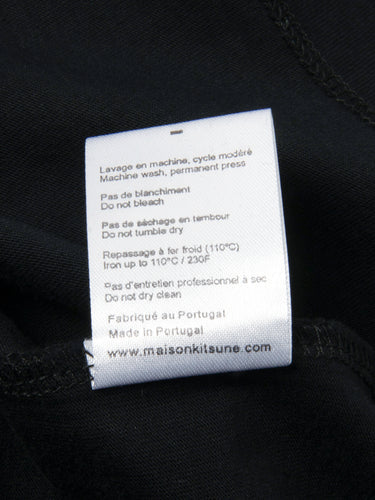 Lavage en machine, cycle modéré
Machine wash, permanent press
Pas de blanchiment
Do not bleach
Pas de séchage en tambour
Do not tumble dry
Repassage à fer froid (110°C)
Iron up to 110°C / 230F
Pas d'entretien professionnel à sec
Do not dry clean
Fabriqué au Portugal
Made in Portugal
www.maisonkitsune.com